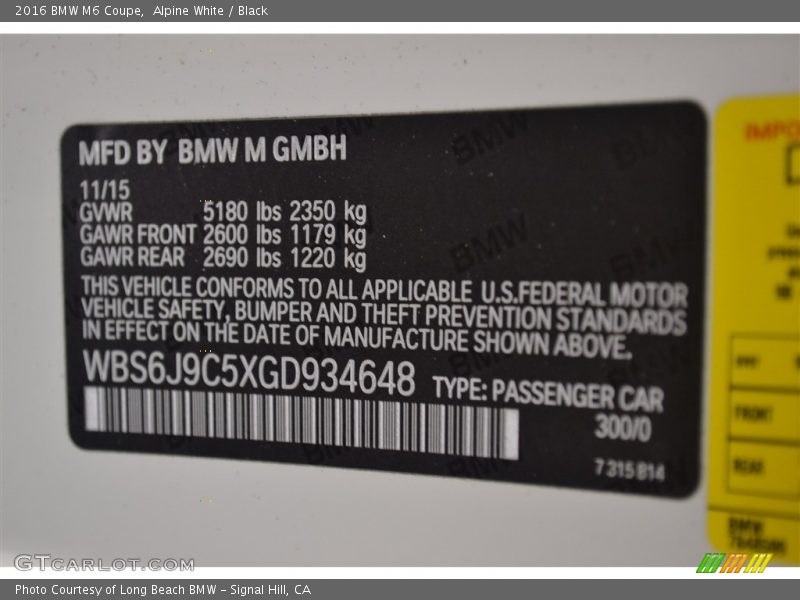 2016 BMW M6 Coupe,  Alpine White / Black
MFD BY BMW M GMBH
11/15
GVWR 5180 lbs 2350 kg
GAWR FRONT 2600 lbs 1179 kg
GAWR REAR 2690 lbs 1220 kg
THIS VEHICLE CONFORMS TO ALL APPLICABLE U.S.FEDERAL MOTOR
VEHICLE SAFETY, BUMPER AND THEFT PREVENTION STANDARDS
IN EFFECT ON THE DATE OF MANUFACTURE SHOWN ABOVE.
WBS6J9C5XGD934648 TYPE: PASSENGER CAR
300/0
7 315 814
FRONT
REAR
BMW
GTCARLOT.COM
Photo Courtesy of Long Beach BMW – Signal Hill, CA